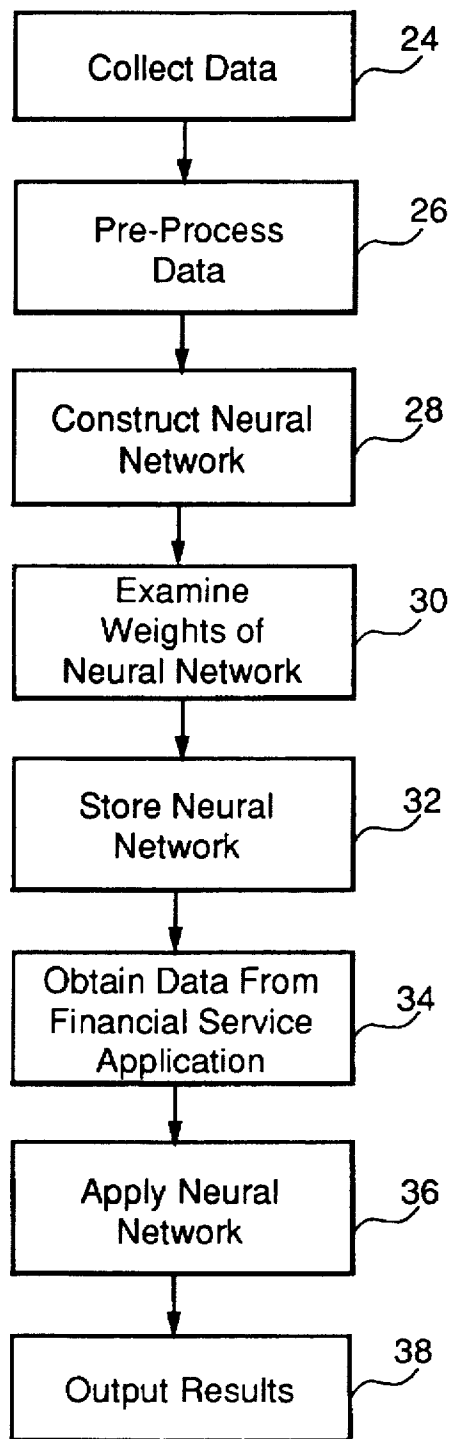 24
Collect Data
26
Pre-Process
Data
28
Construct Neural
Network
30
Examine
Weights of
Neural Network
32
Store Neural
Network
34
Obtain Data From
Financial Service
Application
36
Apply Neural
Network
38
Output Results